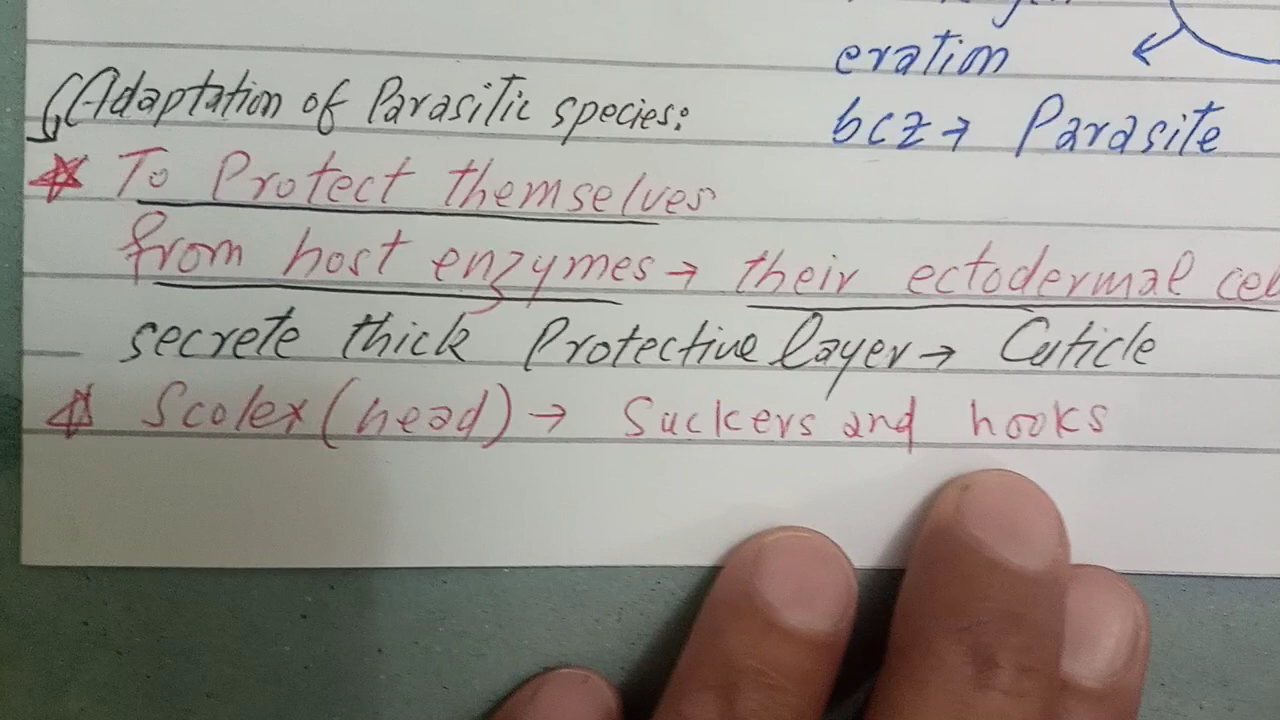 eration
bcz → Parasite
Adaptation of Parasitic species:
To Protect themselves
from host enzymes → their ectodermal cel
secrete thick Protective layer → Cuticle
Scolex (head) → Suckers and hooks